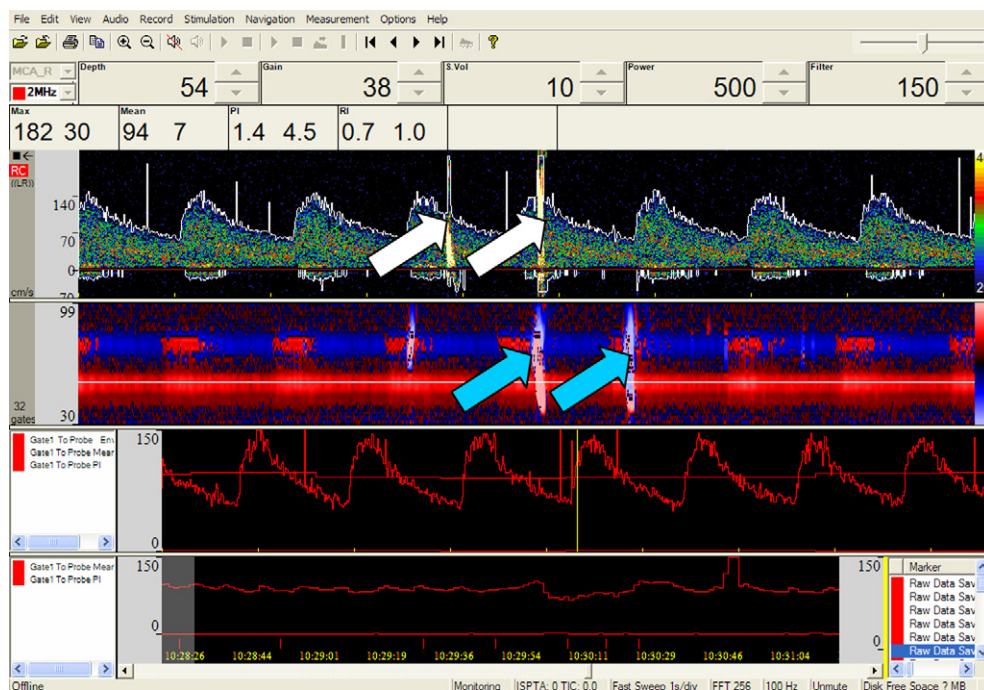 File Edit View Audio Record Stimulation Navigation Measurement Options Help
MCA_R
Depth 54
Gain 38
S.Vol 10
Power 500
Filter 150
2MHz
Max 182 30
Mean 94 7
PI 1.4 4.5
RI 0.7 1.0
RC
((LR))
140
70
0
cm/s
70
4
2
99
32
gates
30
Gate1 To Probe Env
Gate1 To Probe Mear
Gate1 To Probe PI
150
0
Gate1 To Probe Mear
Gate1 To Probe PI
150
0
10:28:26 10:28:44 10:29:01 10:29:19 10:29:36 10:29:54 10:30:11 10:30:29 10:30:46 10:31:04
150
0
Marker
Raw Data Sav
Raw Data Sav
Raw Data Sav
Raw Data Sav
Raw Data Sav
Raw Data Sav
Offline
Monitoring ISPTA: 0 TIC: 0.0 Fast Sweep 1s/div FFT 256 100 Hz Unmute Disk Free Space ? MB